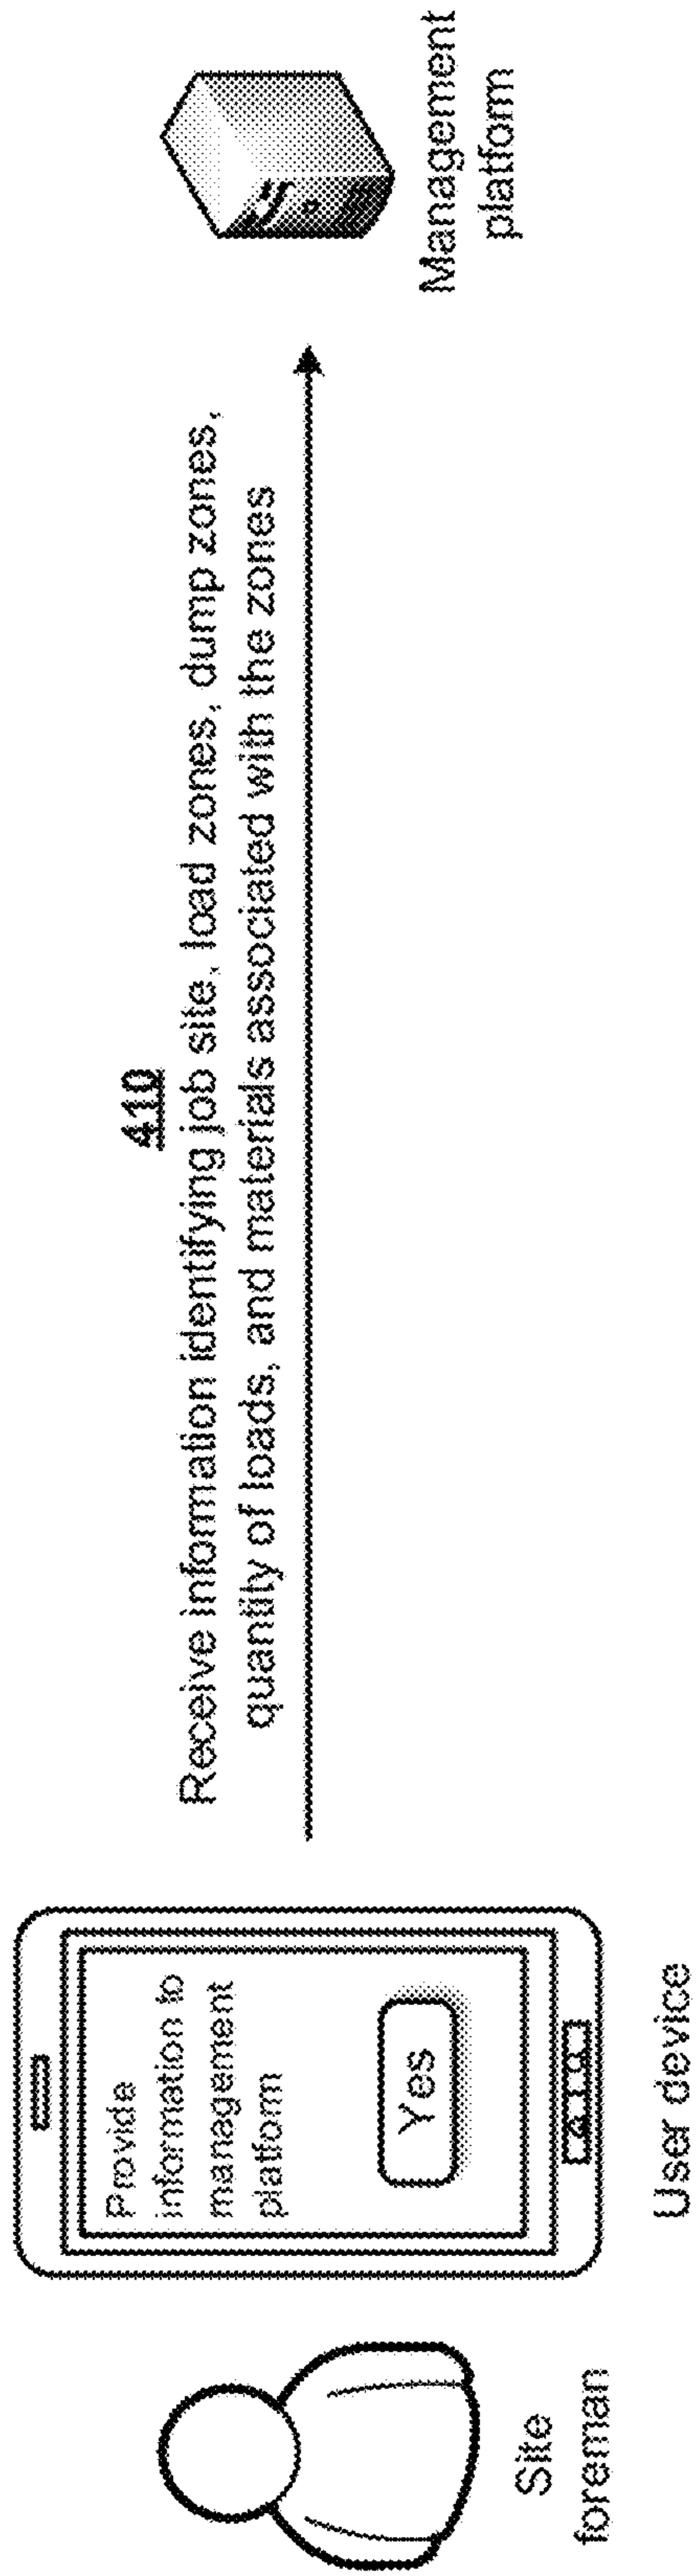 410
Receive information identifying job site, load zones, dump zones,
quantity of loads, and materials associated with the zones
Provide
information to
management
platform
Yes
Site
foreman
User device
Management
platform